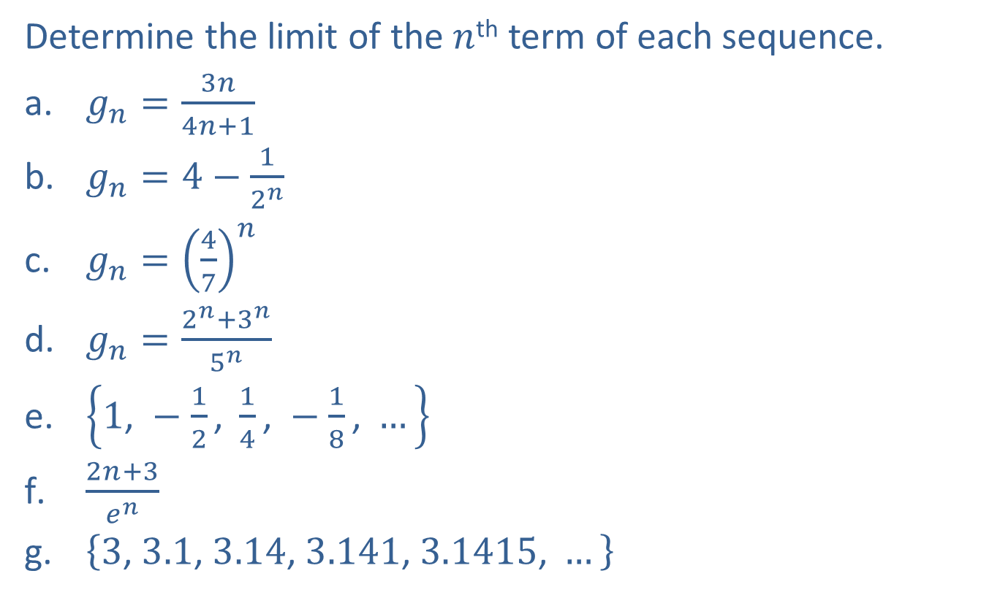 Determine the limit of the $n^{\text{th}}$ term of each sequence.
a. $g_n = \frac{3n}{4n+1}$
b. $g_n = 4 - \frac{1}{2^n}$
c. $g_n = \left(\frac{4}{7}\right)^n$
d. $g_n = \frac{2^n+3^n}{5^n}$
e. $\left\{1, -\frac{1}{2}, \frac{1}{4}, -\frac{1}{8}, \ldots\right\}$
f. $\frac{2n+3}{e^n}$
g. $\{3, 3.1, 3.14, 3.141, 3.1415, \ldots\}$